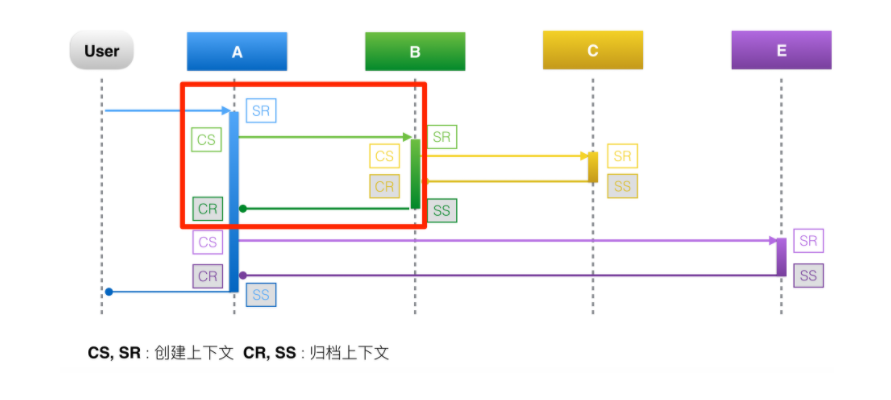 User A B C E
SR
CS SR
CS SR
CR SS
CR SS
CS SR
CR SS
SS
CS, SR : 创建上下文 CR, SS : 归档上下文